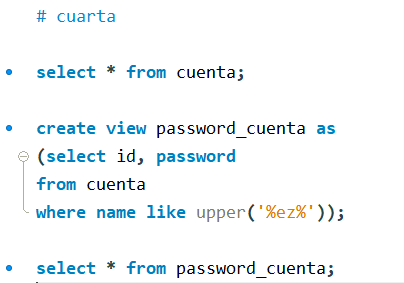 # cuarta
select * from cuenta;
create view password_cuenta as
(select id, password
from cuenta
where name like upper('%ez%'));
select * from password_cuenta;